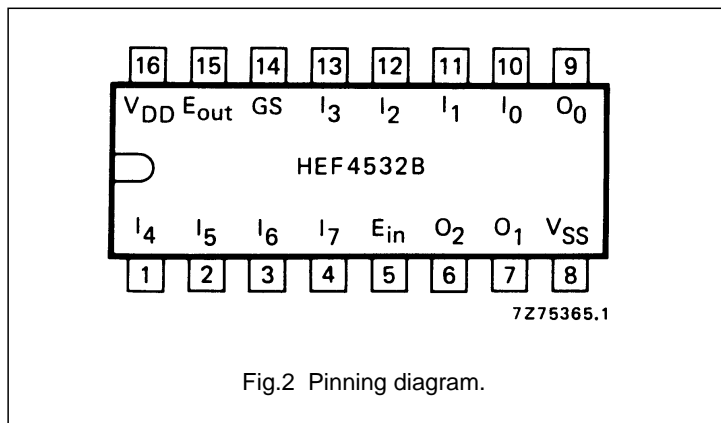 16 15 14 13 12 11 10 9
VDD Eout GS I3 I2 I1 I0 O0
HEF4532B
I4 I5 I6 I7 Ein O2 O1 VSS
1 2 3 4 5 6 7 8
7Z75365.1
Fig.2 Pinning diagram.